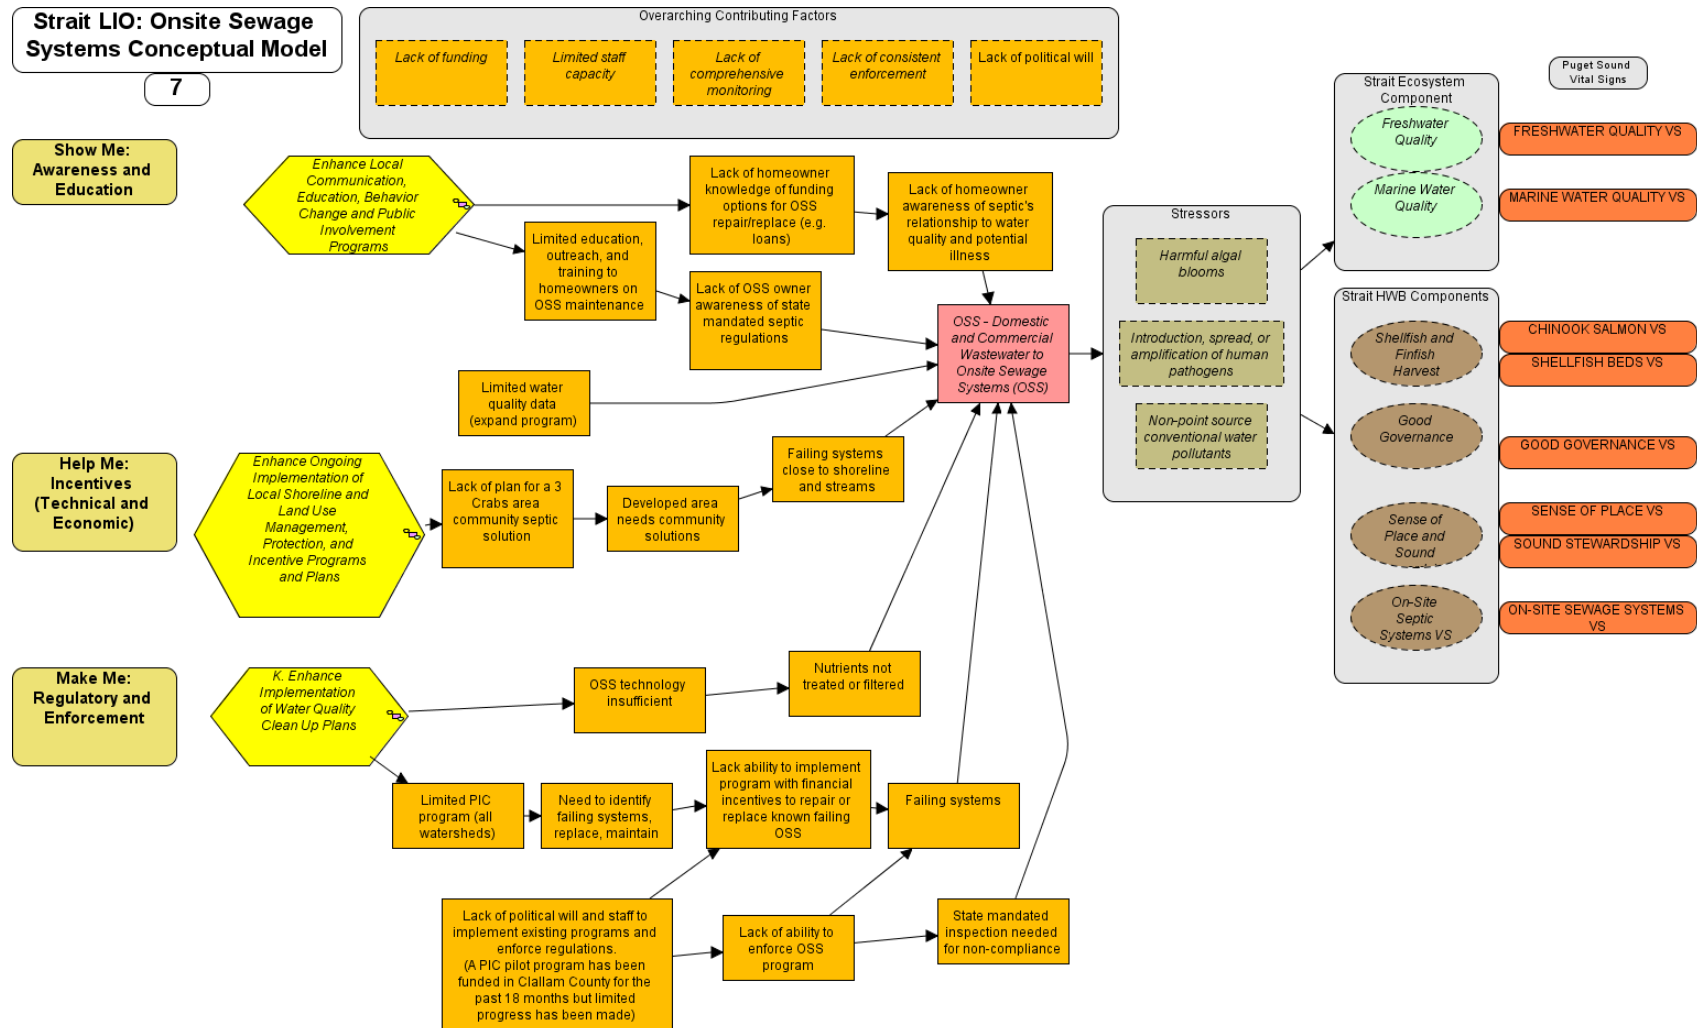 Strait LIO: Onsite Sewage
Systems Conceptual Model
7
Overarching Contributing Factors
Lack of funding
Limited staff
capacity
Lack of
comprehensive
monitoring
Lack of consistent
enforcement
Lack of political will
Puget Sound
Vital Signs
Strait Ecosystem
Component
Freshwater
Quality
Marine Water
Quality
FRESHWATER QUALITY VS
MARINE WATER QUALITY VS
Show Me:
Awareness and
Education
Enhance Local
Communication,
Education, Behavior
Change and Public
Involvement
Programs
Lack of homeowner
knowledge of funding
options for OSS
repair/replace (e.g.
loans)
Lack of homeowner
awareness of septic's
relationship to water
quality and potential
illness
Limited education,
outreach, and
training to
homeowners on
OSS maintenance
Lack of OSS owner
awareness of state
mandated septic
regulations
Limited water
quality data
(expand program)
OSS - Domestic
and Commercial
Wastewater to
Onsite Sewage
Systems (OSS)
Stressors
Harmful algal
blooms
Introduction, spread, or
amplification of human
pathogens
Non-point source
conventional water
pollutants
Strait HWB Components
Shellfish and
Finfish
Harvest
Good
Governance
Sense of
Place and
Sound
On-Site
Septic
Systems VS
CHINOOK SALMON VS
SHELLFISH BEDS VS
GOOD GOVERNANCE VS
SENSE OF PLACE VS
SOUND STEWARDSHIP VS
ON-SITE SEWAGE SYSTEMS
VS
Help Me:
Incentives
(Technical and
Economic)
Enhance Ongoing
Implementation of
Local Shoreline and
Land Use
Management,
Protection, and
Incentive Programs
and Plans
Lack of plan for a 3
Crabs area
community septic
solution
Developed area
needs community
solutions
Failing systems
close to shoreline
and streams
Make Me:
Regulatory and
Enforcement
K. Enhance
Implementation
of Water Quality
Clean Up Plans
OSS technology
insufficient
Nutrients not
treated or filtered
Limited PIC
program (all
watersheds)
Need to identify
failing systems,
replace, maintain
Lack ability to implement
program with financial
incentives to repair or
replace known failing
OSS
Failing systems
Lack of political will and staff to
implement existing programs and
enforce regulations.
(A PIC pilot program has been
funded in Clallam County for the
past 18 months but limited
progress has been made)
Lack of ability to
enforce OSS
program
State mandated
inspection needed
for non-compliance